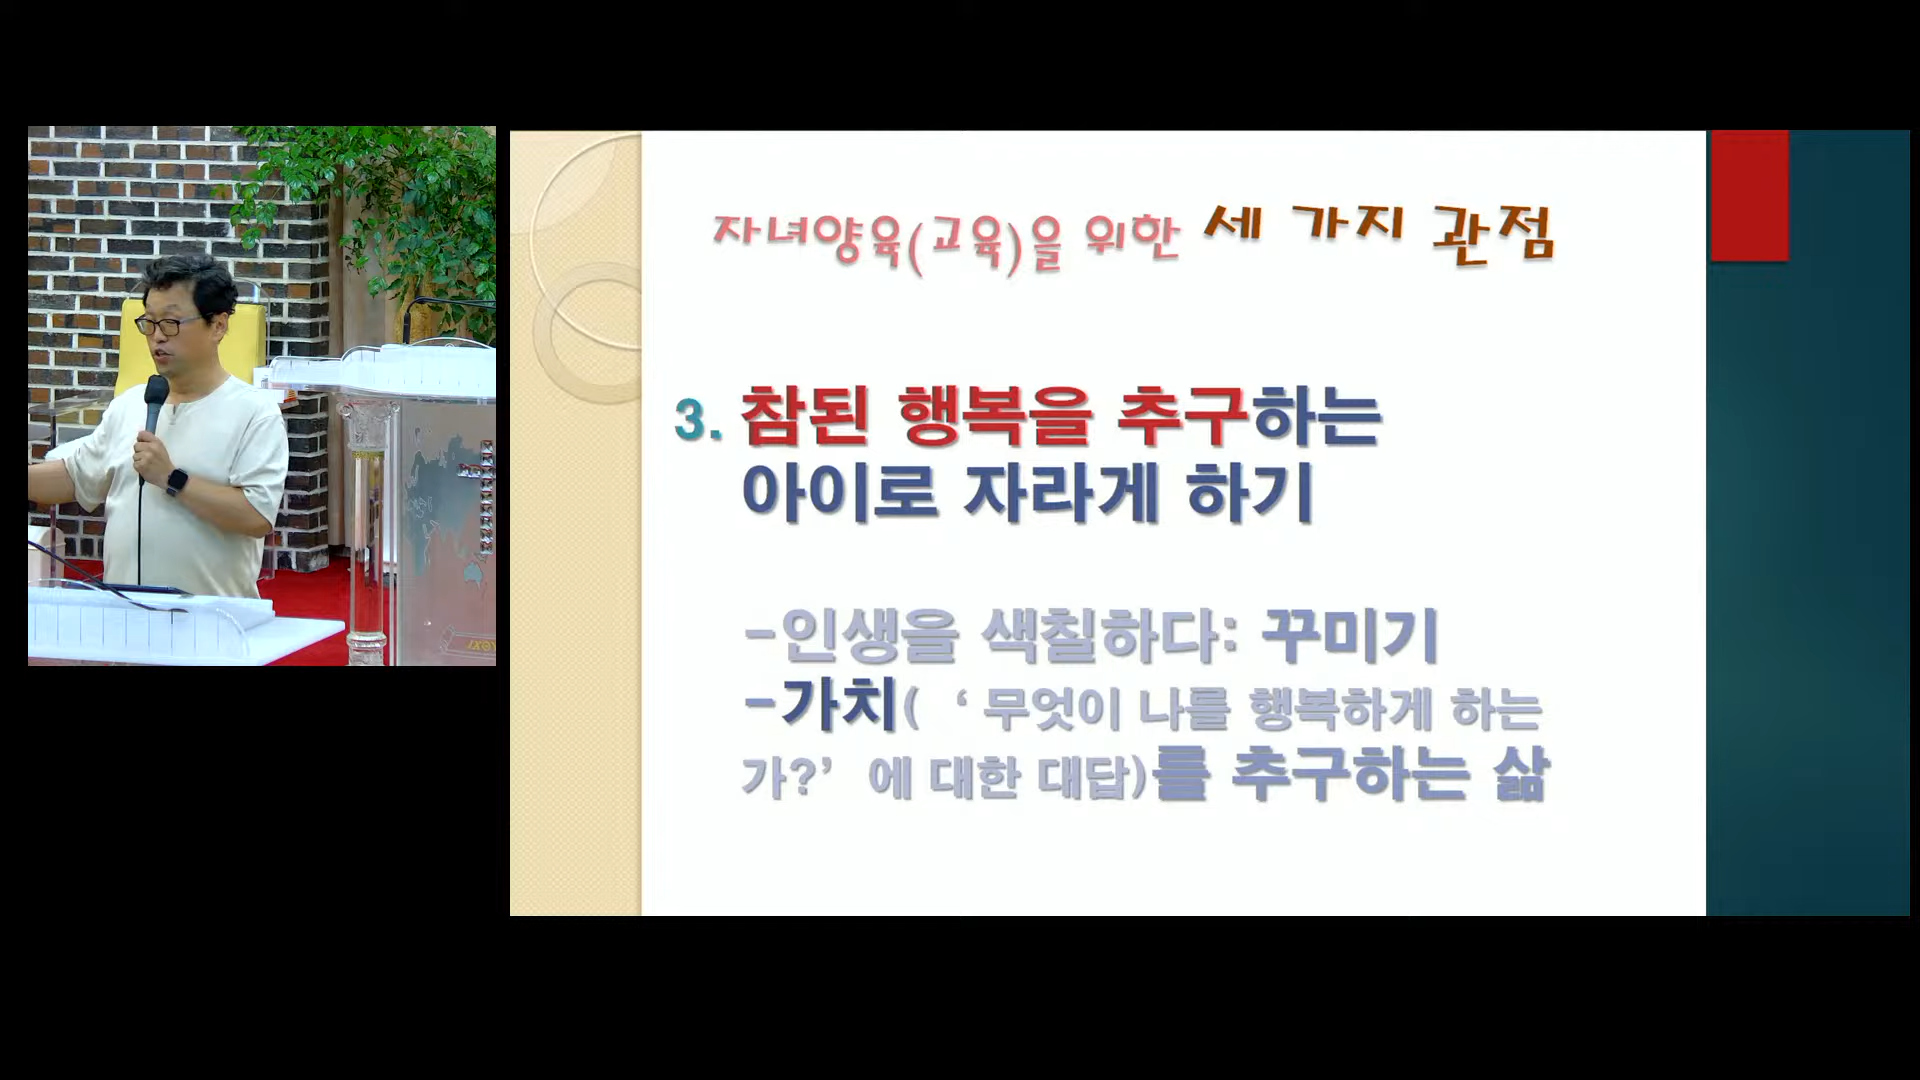 자녀양육(교육)을 위한 세 가지 관점
3. 참된 행복을 추구하는
아이로 자라게 하기
-인생을 색칠하다: 꾸미기
-가치( ‘ 무엇이 나를 행복하게 하는
가?’ 에 대한 대답)를 추구하는 삶